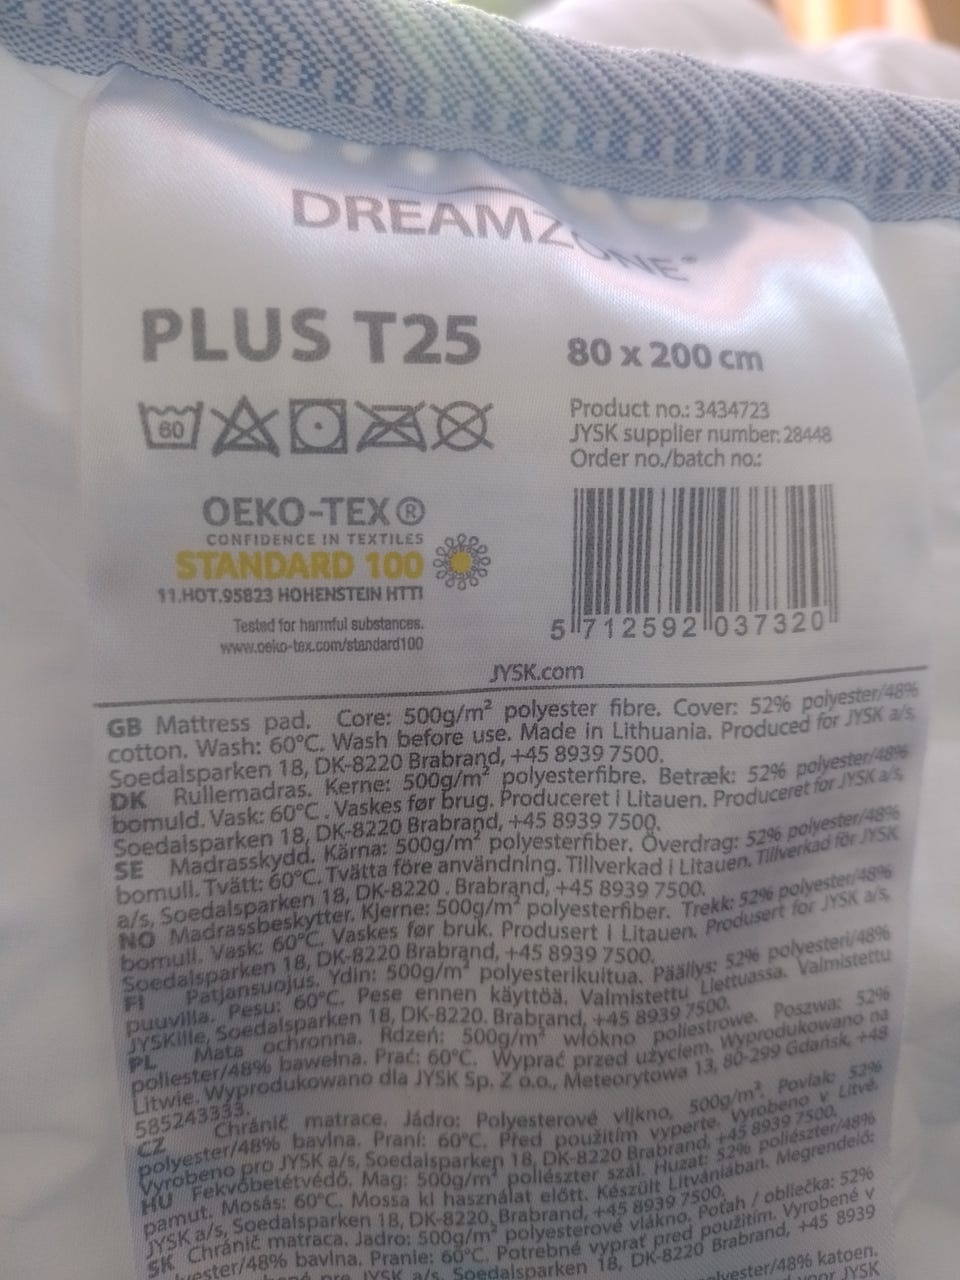 DREAMZONE®
PLUS T25
80 x 200 cm
60
Product no.: 3434723
JYSK supplier number: 28448
Order no./batch no.:
OEKO-TEX®
CONFIDENCE IN TEXTILES
STANDARD 100
11.HOT.95823 HOHENSTEIN HTTI
Tested for harmful substances.
www.oeko-tex.com/standard100
5 712592 037320
JYSK.com
GB Mattress pad. Core: 500g/m² polyester fibre. Cover: 52% polyester/48%
cotton. Wash: 60°C. Wash before use. Made in Lithuania. Produced for JYSK a/s,
Soedalsparken 18, DK-8220 Brabrand, +45 8939 7500.
DK Rullemadras. Kerne: 500g/m² polyesterfibre. Betræk: 52% polyester/48%
bomuld. Vask: 60°C. Vaskes før brug. Produceret i Litauen. Produceret for JYSK a/s,
Soedalsparken 18, DK-8220 Brabrand, +45 8939 7500.
SE Madrasskydd. Kärna: 500g/m² polyesterfiber. Överdrag: 52% polyester/48%
bomull. Tvätt: 60°C. Tvätta före användning. Tillverkad i Litauen. Tillverkad för JYSK
a/s, Soedalsparken 18, DK-8220 . Brabrand, +45 8939 7500.
NO Madrassbeskytter. Kjerne: 500g/m² polyesterfiber. Trekk: 52% polyester/48%
bomull. Vask: 60°C. Vaskes før bruk. Produsert i Litauen. Produsert for JYSK a/s,
Soedalsparken 18, DK-8220 Brabrand, +45 8939 7500.
FI Patjansuojus. Ydin: 500g/m² polyesterikuitua. Päällys: 52% polyesteri/48%
puuvilla. Pesu: 60°C. Pese ennen käyttöä. Valmistettu Liettuassa. Valmistettu
JYSKille, Soedalsparken 18, DK-8220. Brabrand, +45 8939 7500.
PL Mata ochronna. Rdzeń: 500g/m² włókno poliestrowe. Poszwa: 52%
poliester/48% bawełna. Prać: 60°C. Wyprać przed użyciem. Wyprodukowano na
Litwie. Wyprodukowano dla JYSK Sp. Z o.o., Meteorytowa 13, 80-299 Gdańsk, +48
585243333.
CZ Chránič matrace. Jádro: Polyesterové vlíkno, 500g/m². Povlak: 52%
polyester/48% bavlna. Praní: 60°C. Před použitím vyperte. Vyrobeno v Litvě.
Vyrobeno pro JYSK a/s, Soedalsparken 18, DK-8220 Brabrand, +45 8939 7500.
HU Fekvőbetétvédő. Mag: 500g/m² poliészter szál. Huzat: 52% poliészter/48%
pamut. Mosás: 60°C. Mossa ki használat előtt. Készült Litvániában. Megrendelő:
JYSK a/s, Soedalsparken 18, DK-8220, Brabrand, +45 8939 7500.
SK Chránič matraca. Jadro: 500g/m² polyesterové vlákno. Poťah / obliečka: 52%
polyester/48% bavlna. Pranie: 60°C. Potrebné vyprať pred použitím. Vyrobené v
pre JYSK a/s, Soedalsparken 18, DK-8220 Brabrand, +45 8939
polyester/48% katoen.
for JYSK